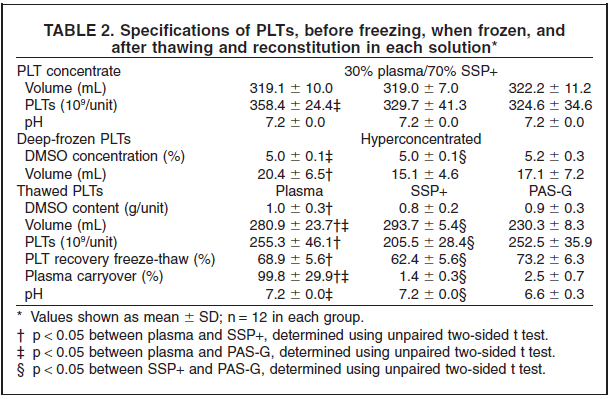 TABLE 2. Specifications of PLTs, before freezing, when frozen, and
after thawing and reconstitution in each solution*
PLT concentrate 30% plasma/70% SSP+
Volume (mL) 319.1 ± 10.0 319.0 ± 7.0 322.2 ± 11.2
PLTs (10⁹/unit) 358.4 ± 24.4‡ 329.7 ± 41.3 324.6 ± 34.6
pH 7.2 ± 0.0 7.2 ± 0.0 7.2 ± 0.0
Deep-frozen PLTs Hyperconcentrated
DMSO concentration (%) 5.0 ± 0.1‡ 5.0 ± 0.1§ 5.2 ± 0.3
Volume (mL) 20.4 ± 6.5† 15.1 ± 4.6 17.1 ± 7.2
Thawed PLTs Plasma SSP+ PAS-G
DMSO content (g/unit) 1.0 ± 0.3† 0.8 ± 0.2 0.9 ± 0.3
Volume (mL) 280.9 ± 23.7†‡ 293.7 ± 5.4§ 230.3 ± 8.3
PLTs (10⁹/unit) 255.3 ± 46.1† 205.5 ± 28.4§ 252.5 ± 35.9
PLT recovery freeze-thaw (%) 68.9 ± 5.6† 62.4 ± 5.6§ 73.2 ± 6.3
Plasma carryover (%) 99.8 ± 29.9†‡ 1.4 ± 0.3§ 2.5 ± 0.7
pH 7.2 ± 0.0‡ 7.2 ± 0.0§ 6.6 ± 0.3
* Values shown as mean ± SD; n = 12 in each group.
† p < 0.05 between plasma and SSP+, determined using unpaired two-sided t test.
‡ p < 0.05 between plasma and PAS-G, determined using unpaired two-sided t test.
§ p < 0.05 between SSP+ and PAS-G, determined using unpaired two-sided t test.